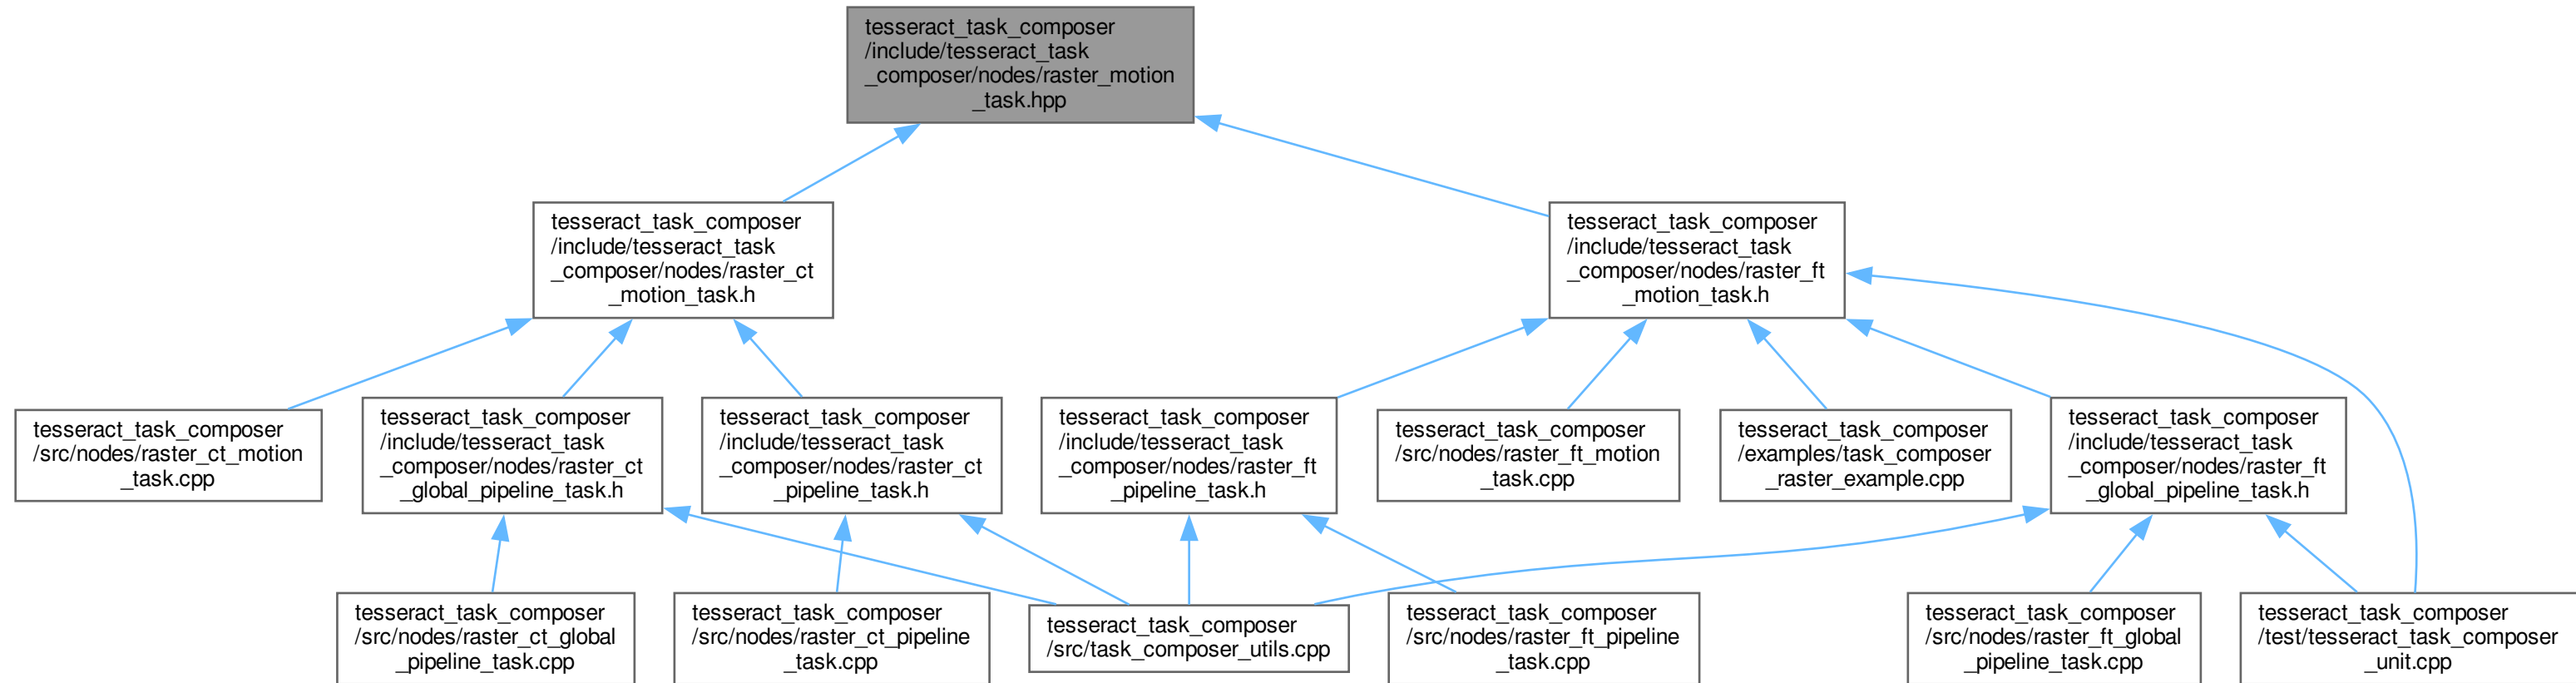 tesseract_task_composer
/include/tesseract_task
_composer/nodes/raster_motion
_task.hpp
tesseract_task_composer
/include/tesseract_task
_composer/nodes/raster_ct
_motion_task.h
tesseract_task_composer
/include/tesseract_task
_composer/nodes/raster_ft
_motion_task.h
tesseract_task_composer
/src/nodes/raster_ct_motion
_task.cpp
tesseract_task_composer
/include/tesseract_task
_composer/nodes/raster_ct
_global_pipeline_task.h
tesseract_task_composer
/include/tesseract_task
_composer/nodes/raster_ct
_pipeline_task.h
tesseract_task_composer
/include/tesseract_task
_composer/nodes/raster_ft
_pipeline_task.h
tesseract_task_composer
/src/nodes/raster_ft_motion
_task.cpp
tesseract_task_composer
/examples/task_composer
_raster_example.cpp
tesseract_task_composer
/include/tesseract_task
_composer/nodes/raster_ft
_global_pipeline_task.h
tesseract_task_composer
/src/nodes/raster_ct_global
_pipeline_task.cpp
tesseract_task_composer
/src/nodes/raster_ct_pipeline
_task.cpp
tesseract_task_composer
/src/task_composer_utils.cpp
tesseract_task_composer
/src/nodes/raster_ft_pipeline
_task.cpp
tesseract_task_composer
/src/nodes/raster_ft_global
_pipeline_task.cpp
tesseract_task_composer
/test/tesseract_task_composer
_unit.cpp